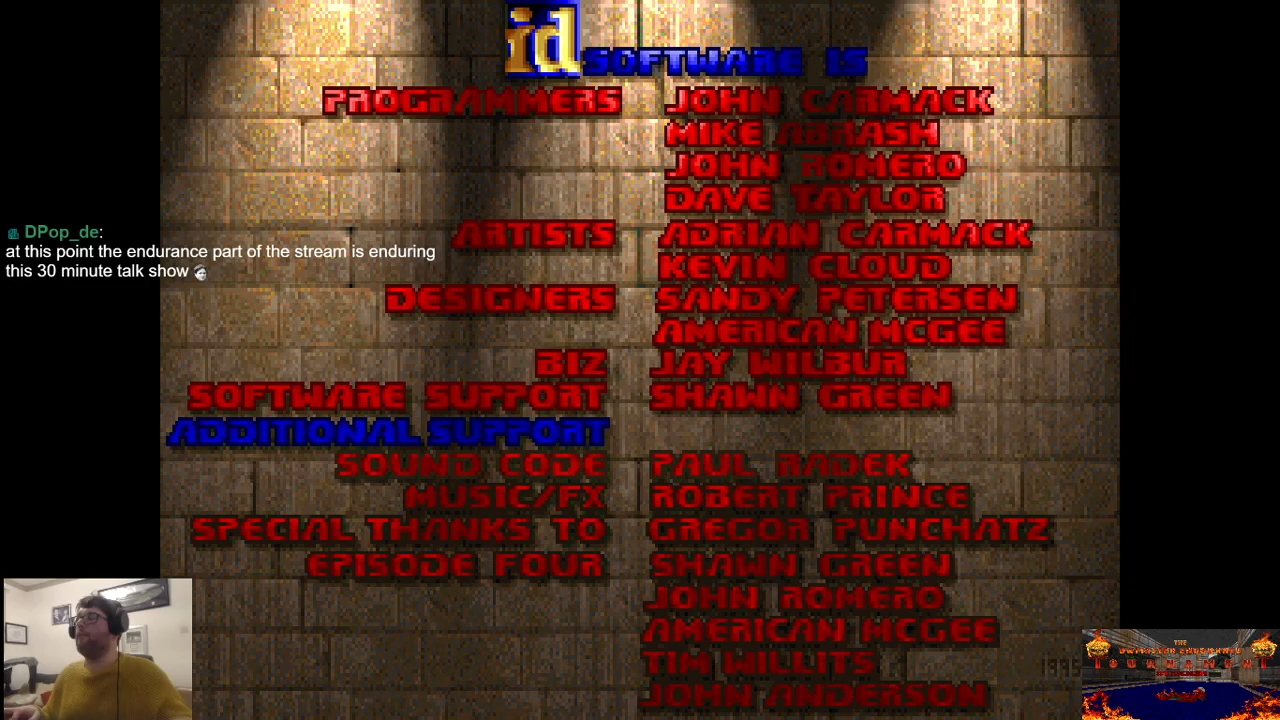 id SOFTWARE IS
PROGRAMMERS JOHN CARMACK
MIKE ABRASH
JOHN ROMERO
DAVE TAYLOR
ARTISTS ADRIAN CARMACK
KEVIN CLOUD
DESIGNERS SANDY PETERSEN
AMERICAN MCGEE
BIZ JAY WILBUR
SOFTWARE SUPPORT SHAWN GREEN
ADDITIONAL SUPPORT
SOUND CODE PAUL RADEK
MUSIC/FX ROBERT PRINCE
SPECIAL THANKS TO GREGOR PUNCHATZ
EPISODE FOUR SHAWN GREEN
JOHN ROMERO
AMERICAN MCGEE
TIM WILLITS
JOHN ANDERSON
DPop_de:
at this point the endurance part of the stream is enduring
this 30 minute talk show
1995
THE
TOURNAMENT